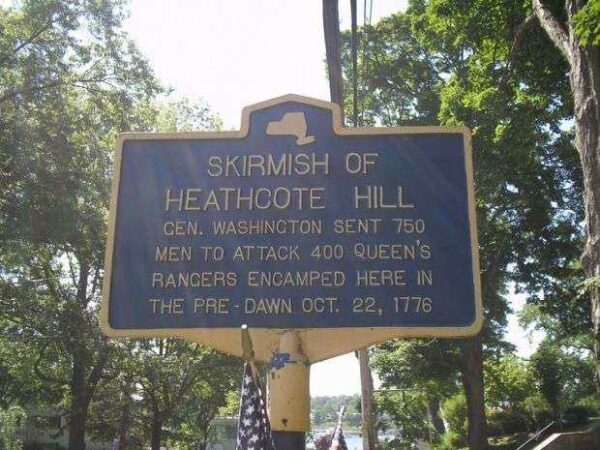 SKIRMISH OF
HEATHCOTE HILL
GEN. WASHINGTON SENT 750
MEN TO ATTACK 400 QUEEN'S
RANGERS ENCAMPED HERE IN
THE PRE-DAWN OCT. 22, 1776